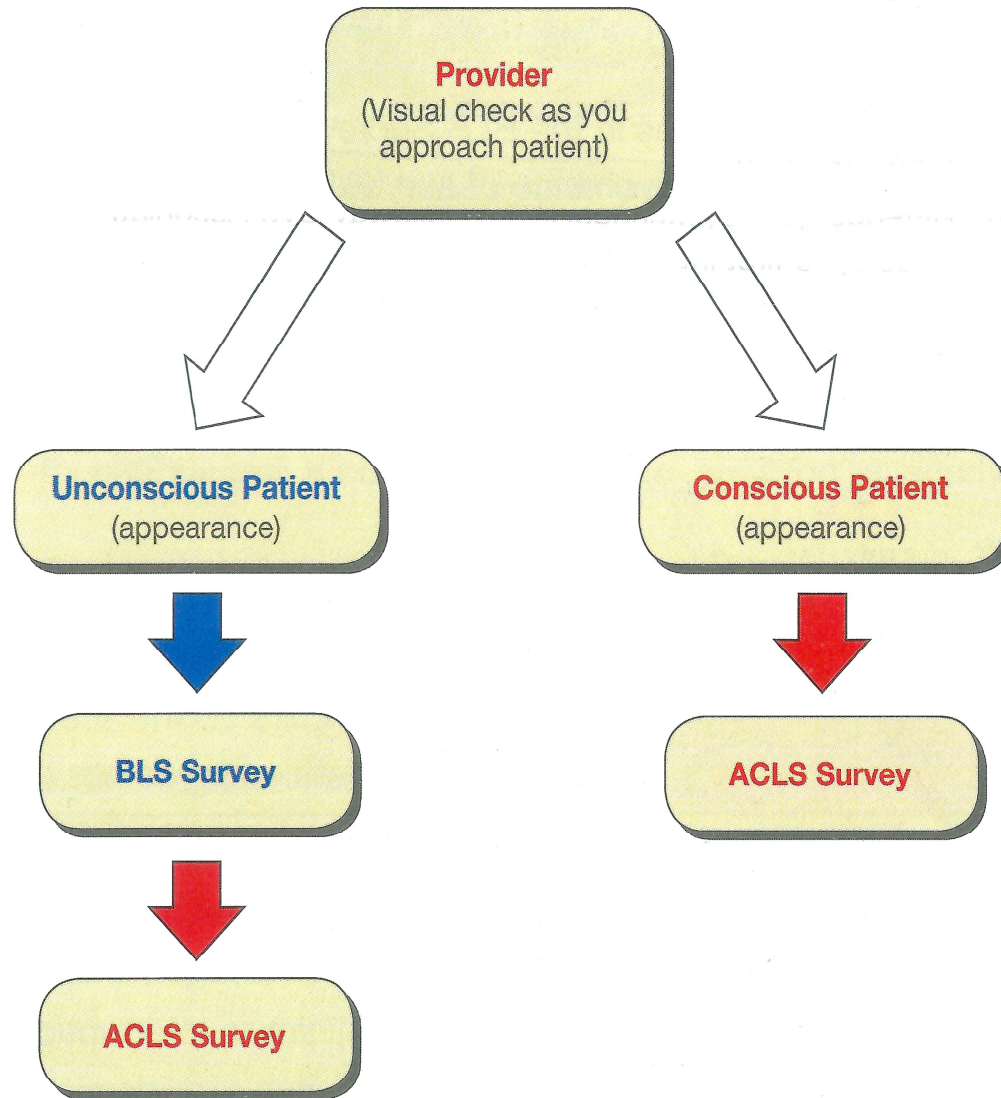 Provider
(Visual check as you
approach patient)
Unconscious Patient
(appearance)
Conscious Patient
(appearance)
BLS Survey
ACLS Survey
ACLS Survey